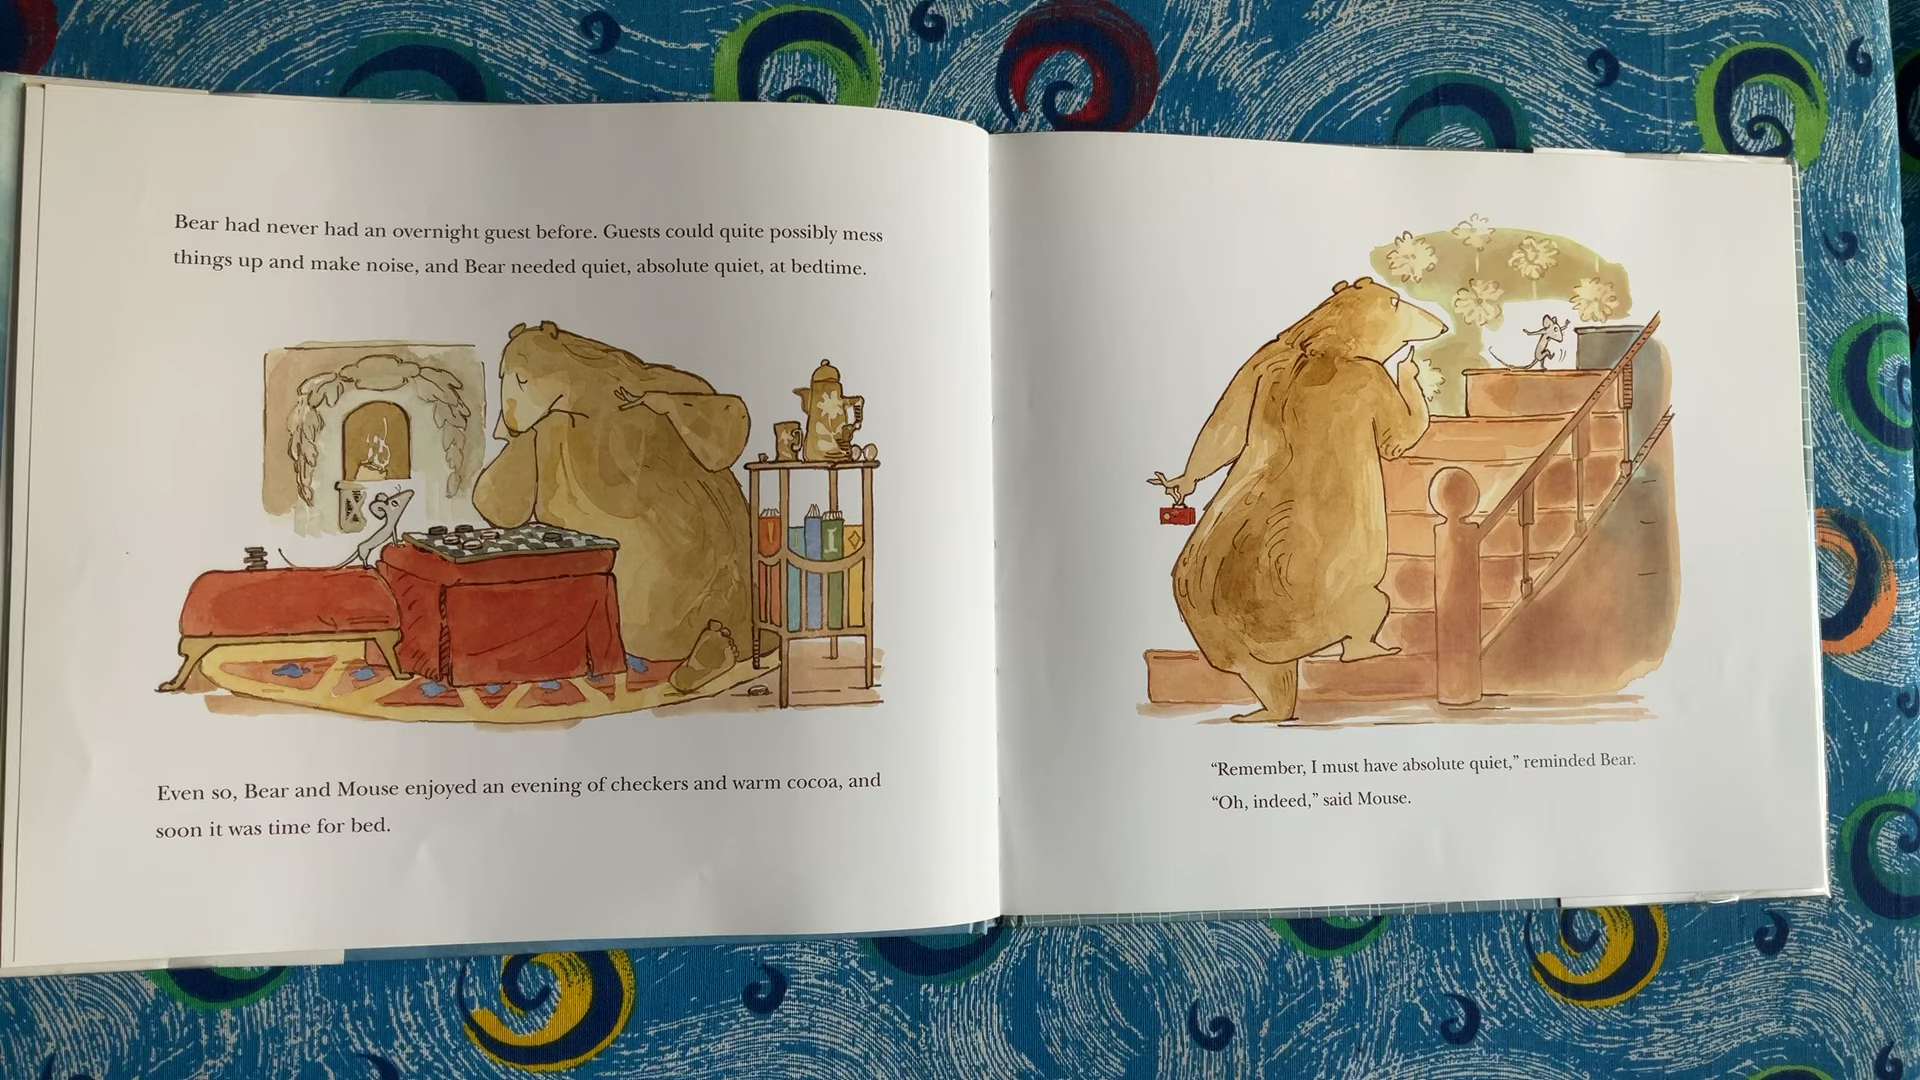 Bear had never had an overnight guest before. Guests could quite possibly mess
things up and make noise, and Bear needed quiet, absolute quiet, at bedtime.
Even so, Bear and Mouse enjoyed an evening of checkers and warm cocoa, and
soon it was time for bed.
“Remember, I must have absolute quiet,” reminded Bear.
“Oh, indeed,” said Mouse.